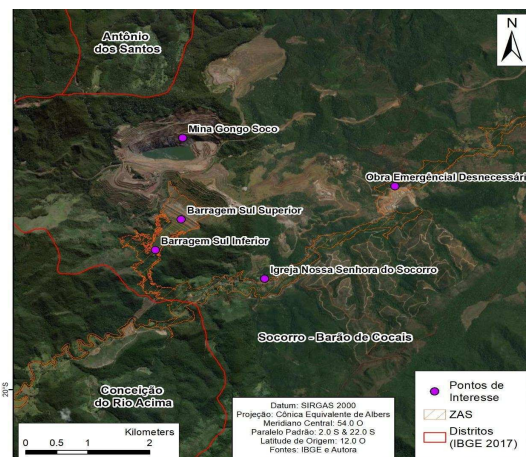 Antônio
dos Santos
N
Mina Gongo Soco
Obra Emergêncial Desnecessári
Barragem Sul Superior
Barragem Sul Inferior
Igreja Nossa Senhora do Socorro
Socorro - Barão de Cocais
20°S
Conceição
do Rio Acima
Kilometers
0 0.5 1 2
Datum: SIRGAS 2000
Projeção: Cônica Equivalente de Albers
Meridiano Central: 54.0 O
Paralelo Padrão: 2.0 S & 22.0 S
Latitude de Origem: 12.0 O
Fontes: IBGE e Autora
Pontos de
Interesse
ZAS
Distritos
(IBGE 2017)